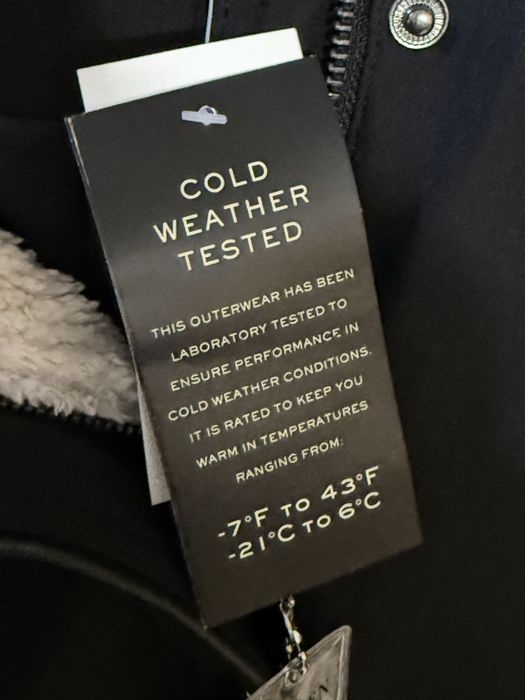 COLD
WEATHER
TESTED
THIS OUTERWEAR HAS BEEN
LABORATORY TESTED TO
ENSURE PERFORMANCE IN
COLD WEATHER CONDITIONS.
IT IS RATED TO KEEP YOU
WARM IN TEMPERATURES
RANGING FROM:
-7°F TO 43°F
-21°C TO 6°C